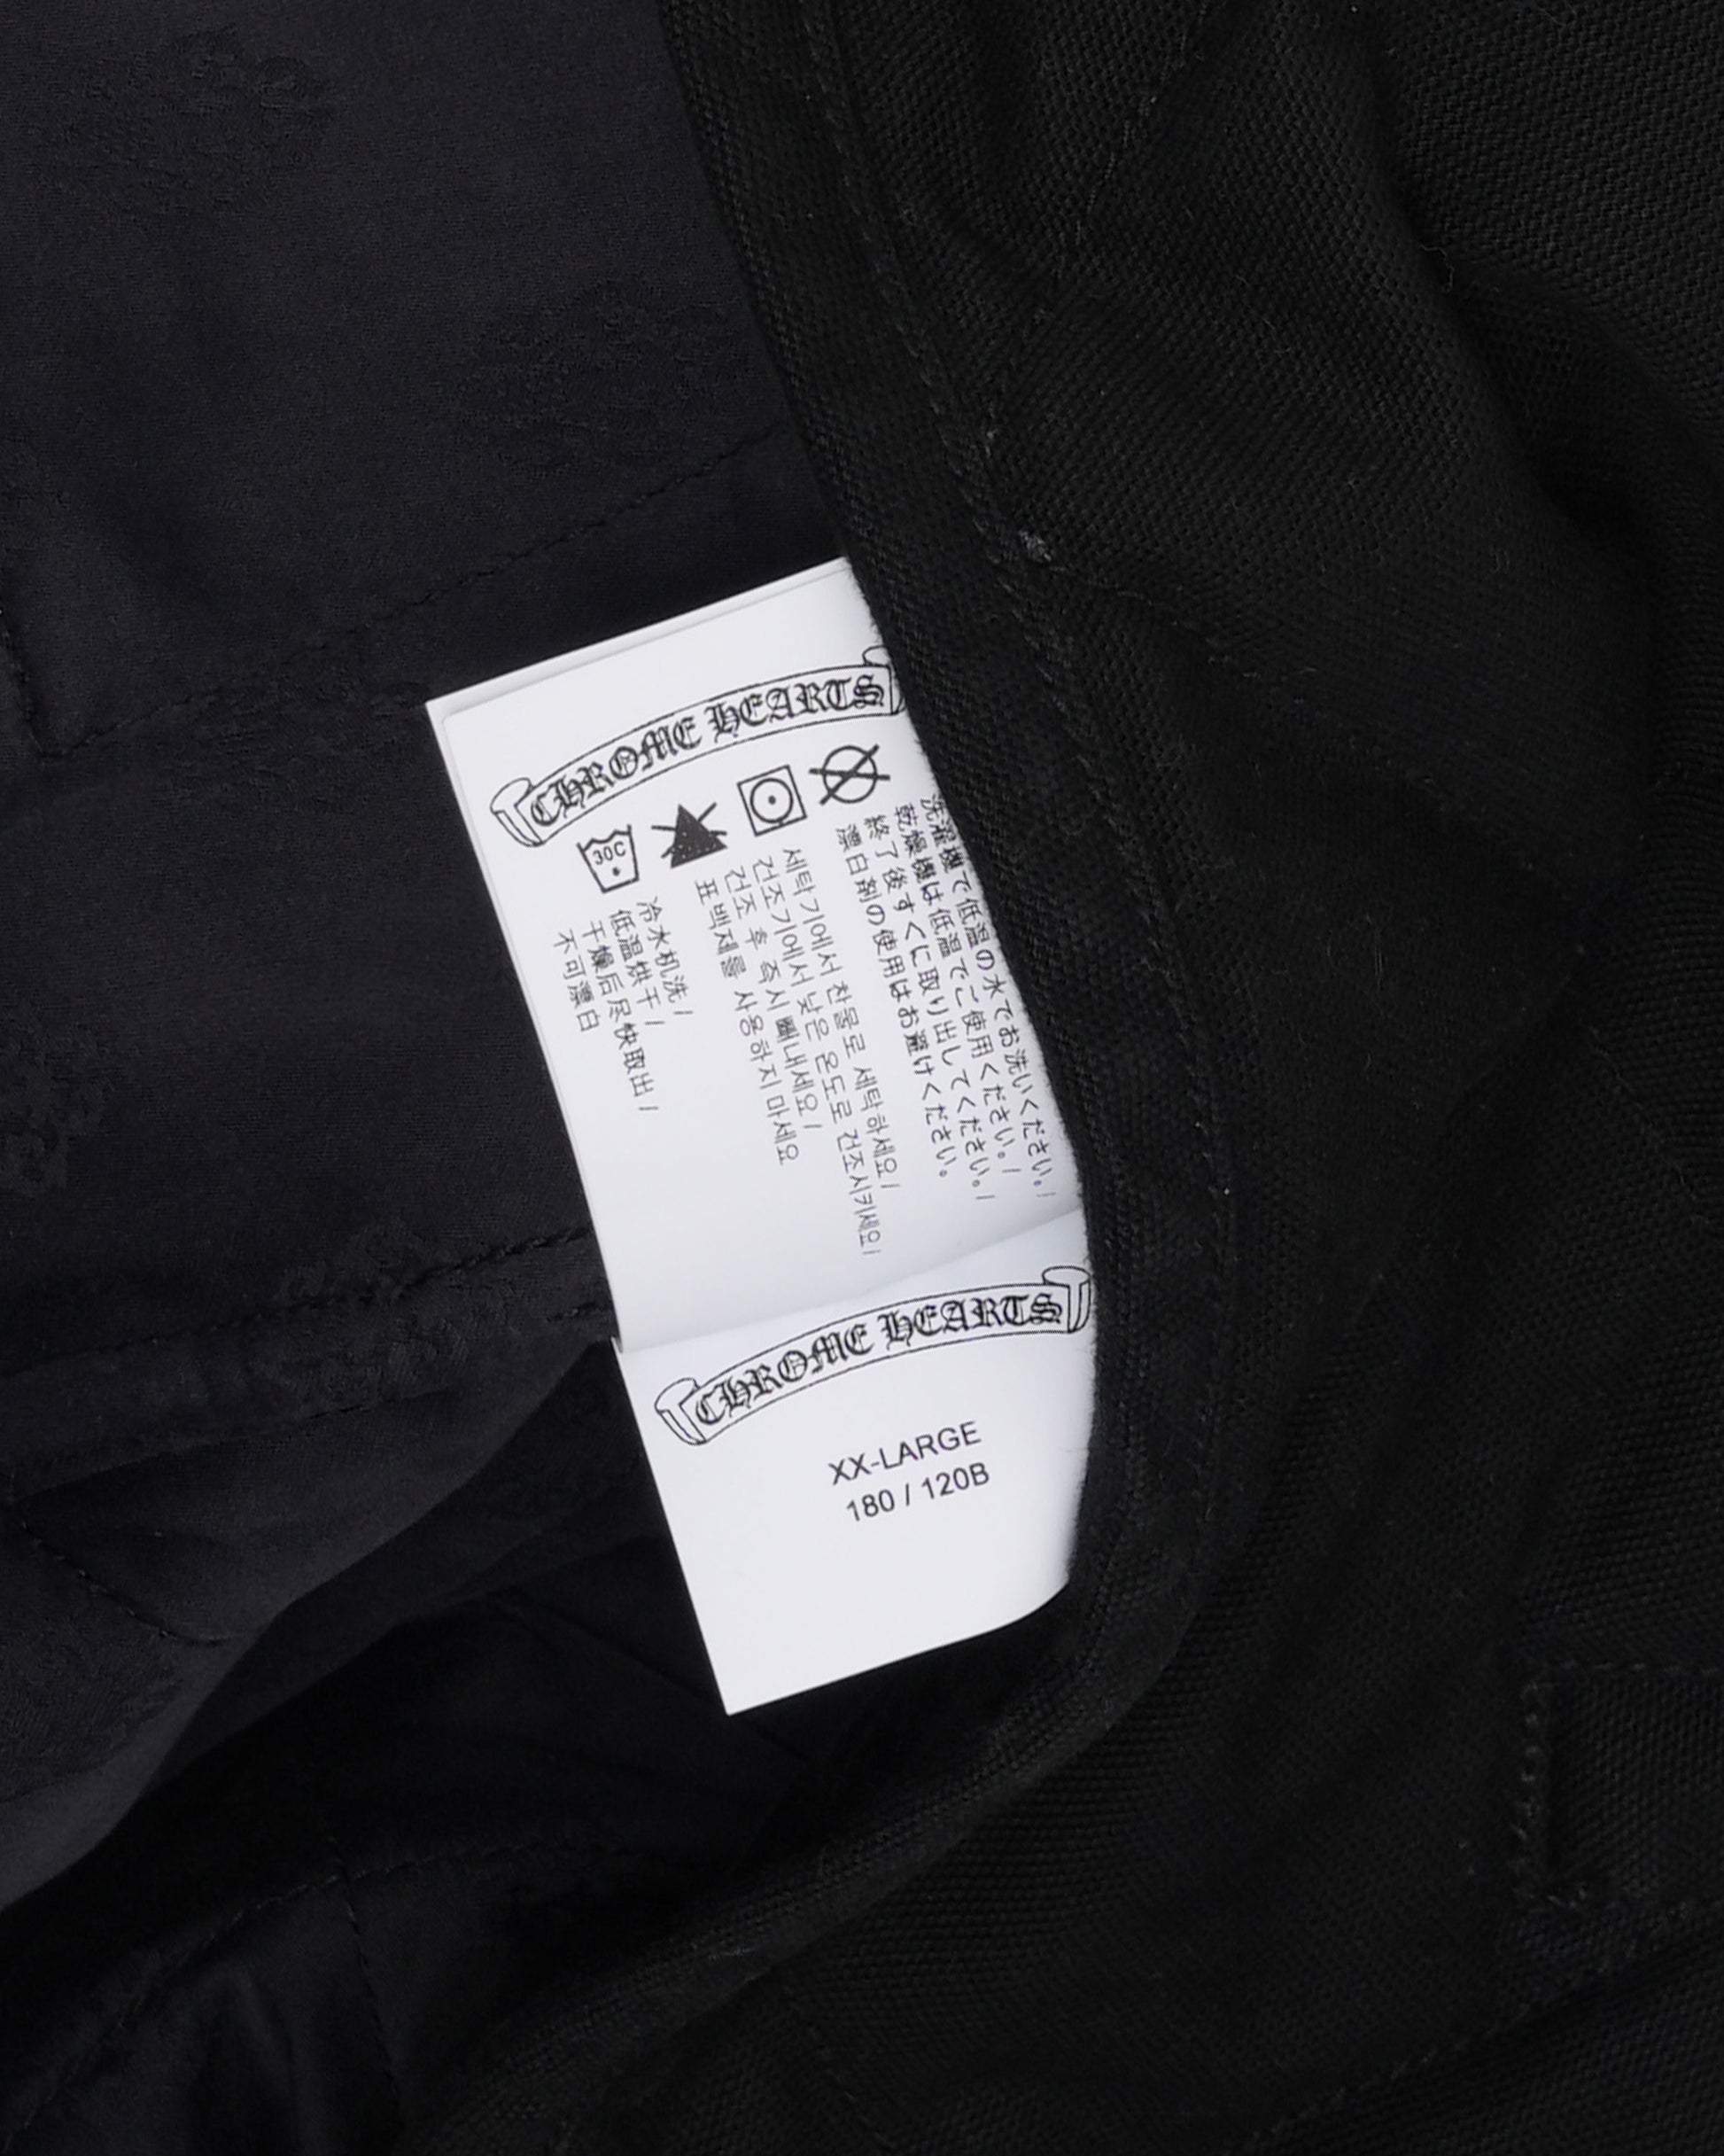 CHROME HEARTS
30C
冷水机洗 /
低温烘干 /
干燥后尽快取出 /
不可漂白
세탁기에서 찬물로 세탁하세요 /
건조기에서 낮은 온도로 건조시키세요 /
건조 후 즉시 빼내세요 /
표백제를 사용하지 마세요
洗濯機で低温の水でお洗いください。/
乾燥機は低温でご使用ください。/
終了後すぐに取り出してください。/
漂白剤の使用はお避けください。
CHROME HEARTS
XX-LARGE
180 / 120B